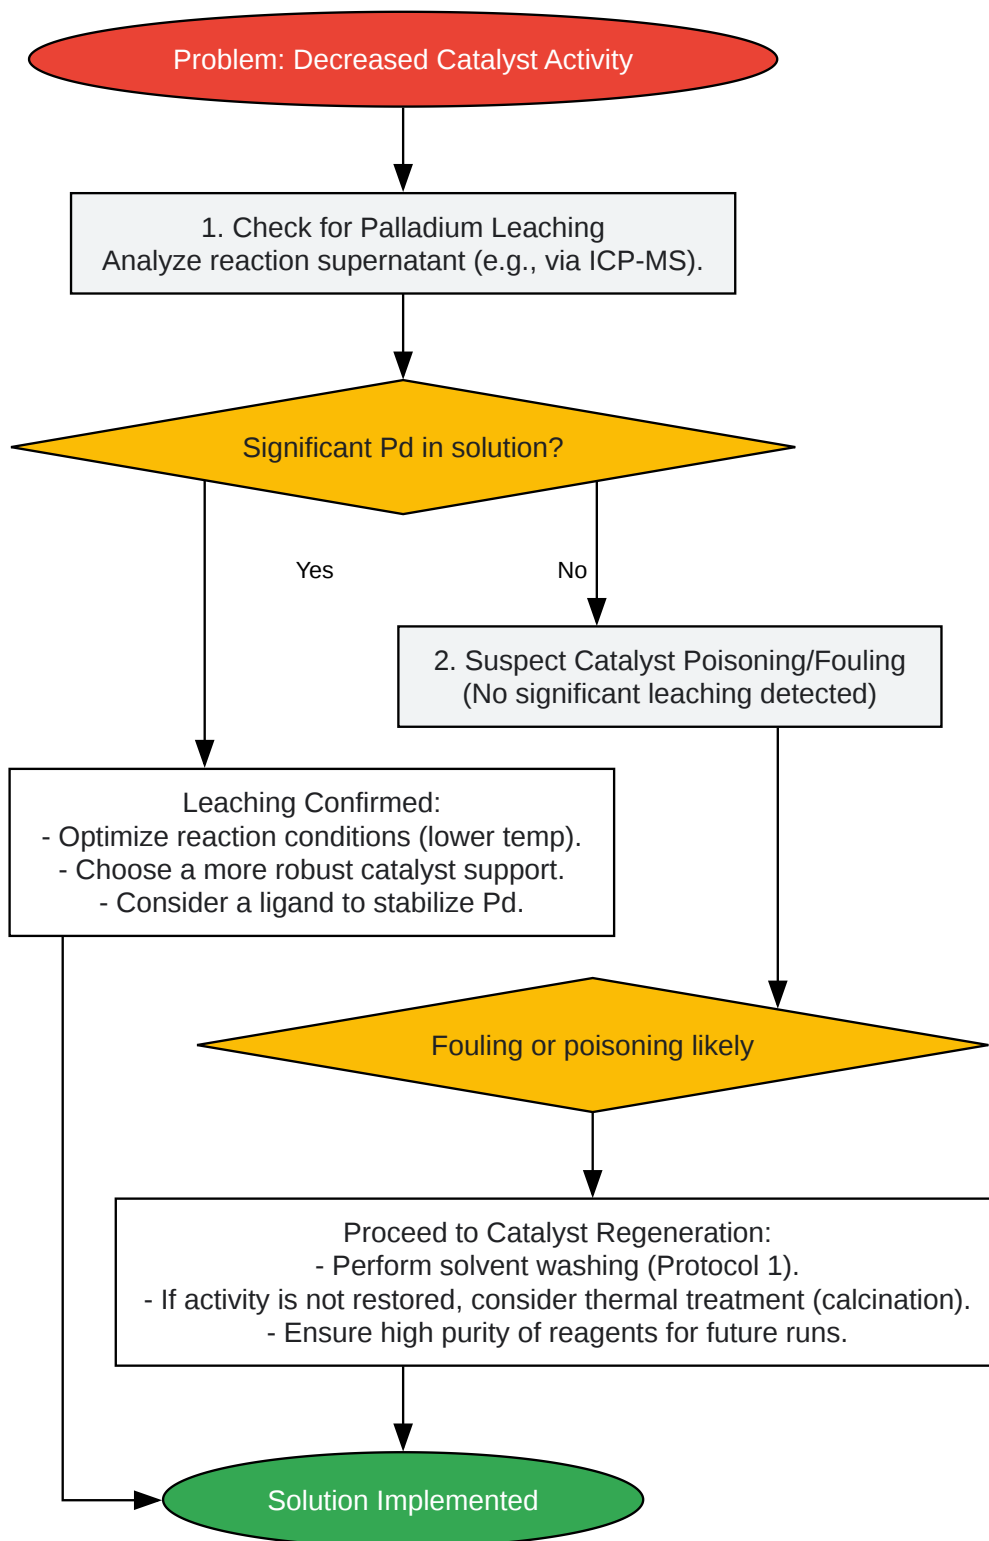 Problem: Decreased Catalyst Activity
1. Check for Palladium Leaching
Analyze reaction supernatant (e.g., via ICP-MS).
Significant Pd in solution?
Yes
No
2. Suspect Catalyst Poisoning/Fouling
(No significant leaching detected)
Leaching Confirmed:
- Optimize reaction conditions (lower temp).
- Choose a more robust catalyst support.
- Consider a ligand to stabilize Pd.
Fouling or poisoning likely
Proceed to Catalyst Regeneration:
- Perform solvent washing (Protocol 1).
- If activity is not restored, consider thermal treatment (calcination).
- Ensure high purity of reagents for future runs.
Solution Implemented